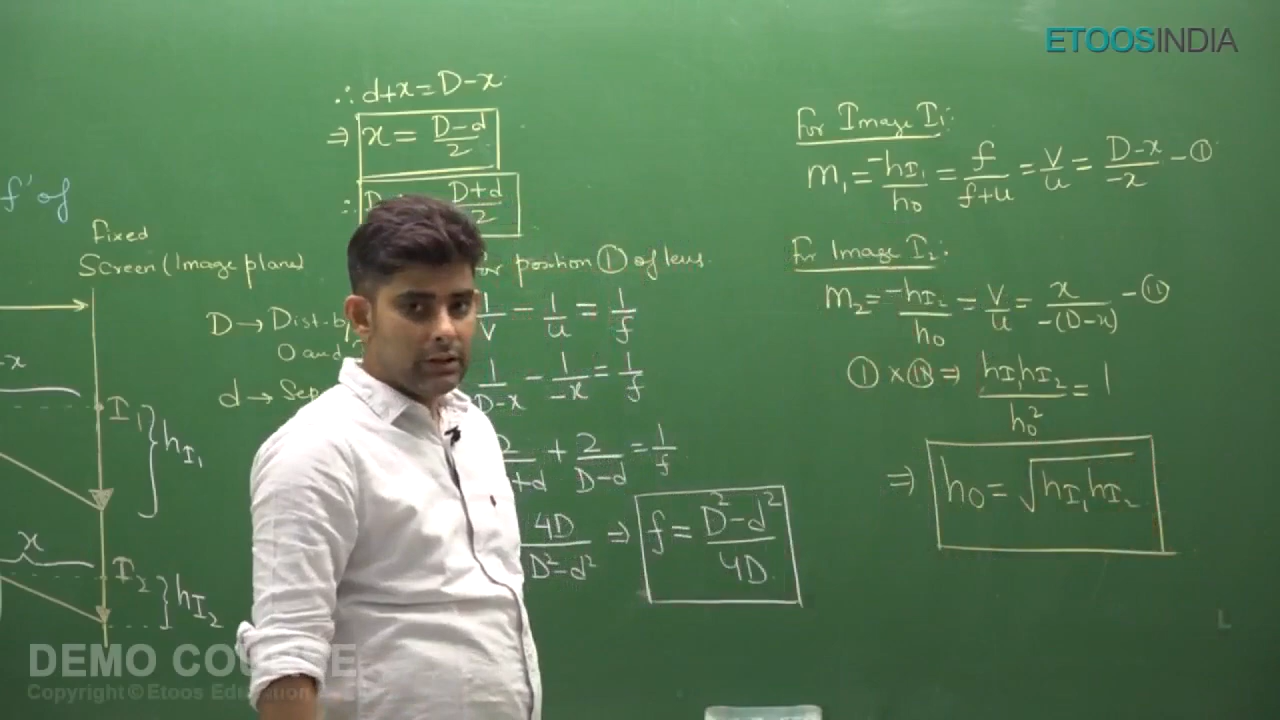 ETOOSINDIA
f' of
Fixed
Screen (Image plane)
-x
I₁
h_I₁
x
I₂
h_I₂
∴ d+x = D-x
⇒ x = (D-d)/2
∴ (D+d)/2
D → Dist.
O and
d →
position ① of lens
1/v - 1/u = 1/f
1/(D-x) - 1/(-x) = 1/f
+ 2/(D-d) = 1/f
4D/(D²-d²) ⇒ f = (D²-d²)/4D
For Image I₁:
m₁ = -h_I₁/h₀ = f/(f+u) = v/u = (D-x)/(-x) - ①
For Image I₂:
m₂ = -h_I₂/h₀ = v/u = x/(-(D-x)) - ⑪
① × ⑪ ⇒ h_I₁h_I₂/h₀² = 1
⇒ h₀ = √(h_I₁h_I₂)
L
DEMO COURSE
Copyright © Etoos